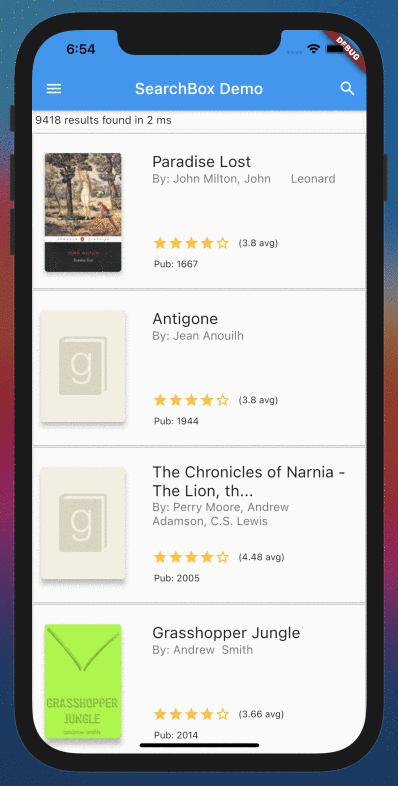 6:54
DEBUG
SearchBox Demo
9418 results found in 2 ms
Paradise Lost
By: John Milton, John Leonard
JOHN MILTON
Paradise Lost
(3.8 avg)
Pub: 1667
Antigone
By: Jean Anouilh
g
(3.8 avg)
Pub: 1944
The Chronicles of Narnia -
The Lion, th...
By: Perry Moore, Andrew
Adamson, C.S. Lewis
g
(4.48 avg)
Pub: 2005
Grasshopper Jungle
By: Andrew Smith
GRASSHOPPER
JUNGLE
andrew smith
(3.66 avg)
Pub: 2014